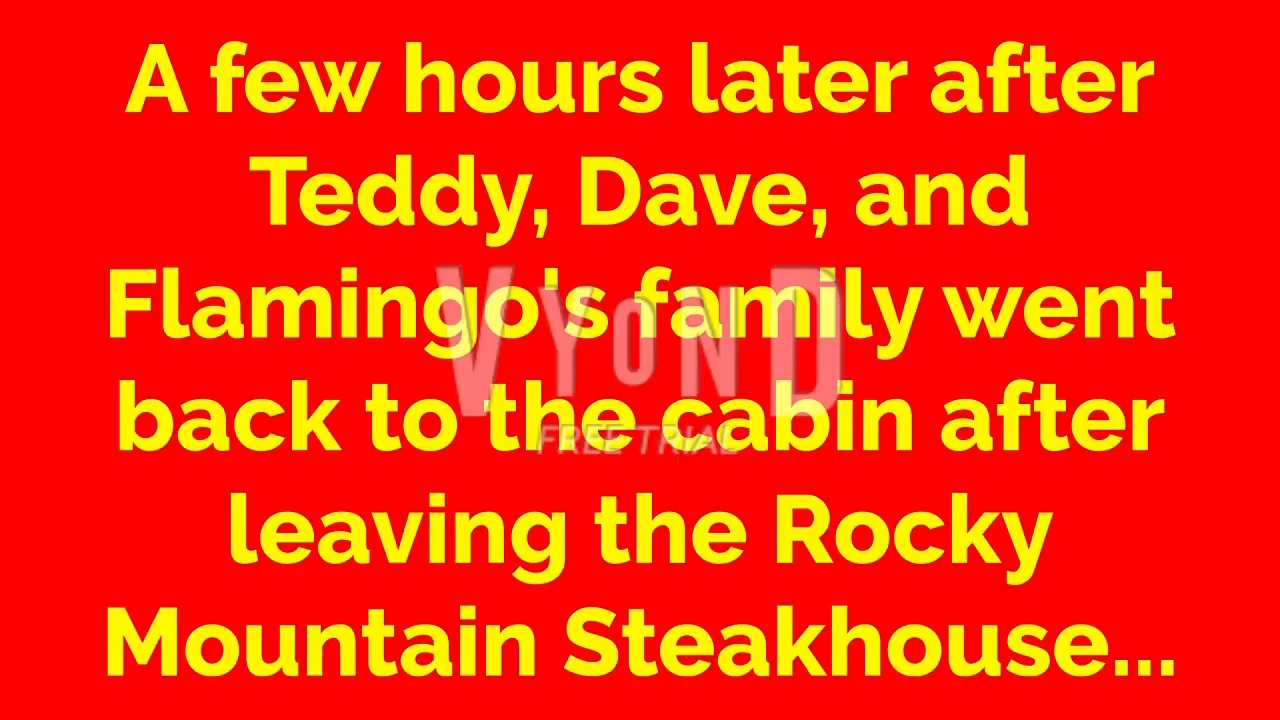 A few hours later after
Teddy, Dave, and
Flamingo's family went
back to the cabin after
leaving the Rocky
Mountain Steakhouse...
VYOND
FREE TRIAL